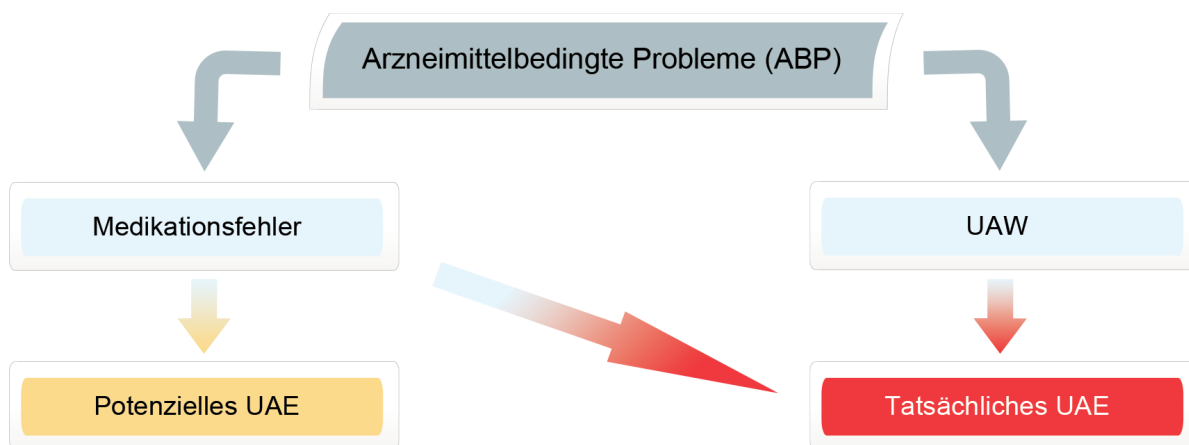 Arzneimittelbedingte Probleme (ABP)
Medikationsfehler
UAW
Potenzielles UAE
Tatsächliches UAE